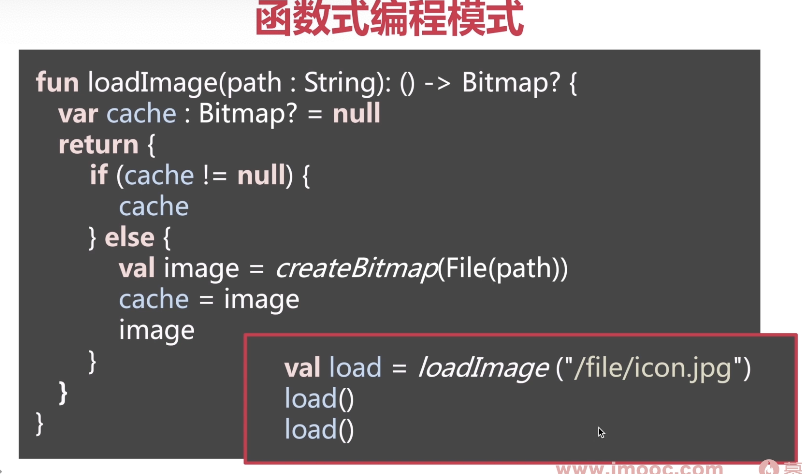 函数式编程模式
fun loadImage(path : String): () -> Bitmap? {
var cache : Bitmap? = null
return {
if (cache != null) {
cache
} else {
val image = createBitmap(File(path))
cache = image
image
}
}
}
val load = loadImage ("/file/icon.jpg")
load()
load()
www.imooc.com